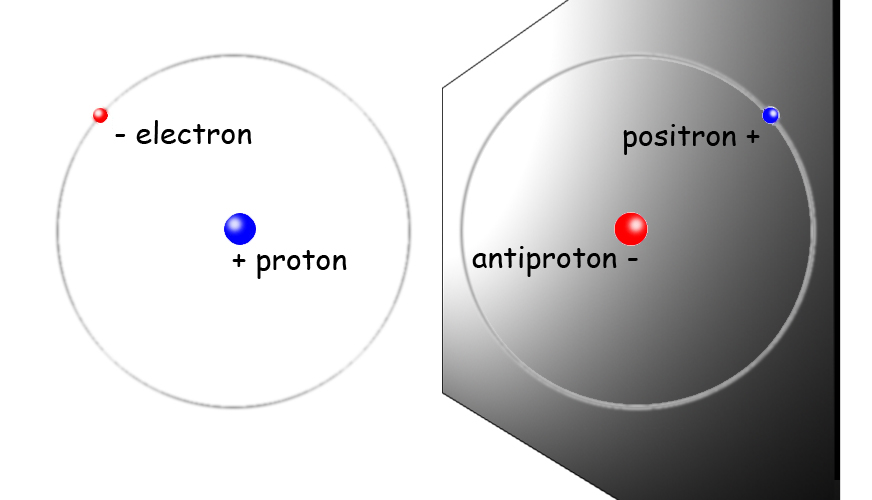 - electron
+ proton
positron +
antiproton -